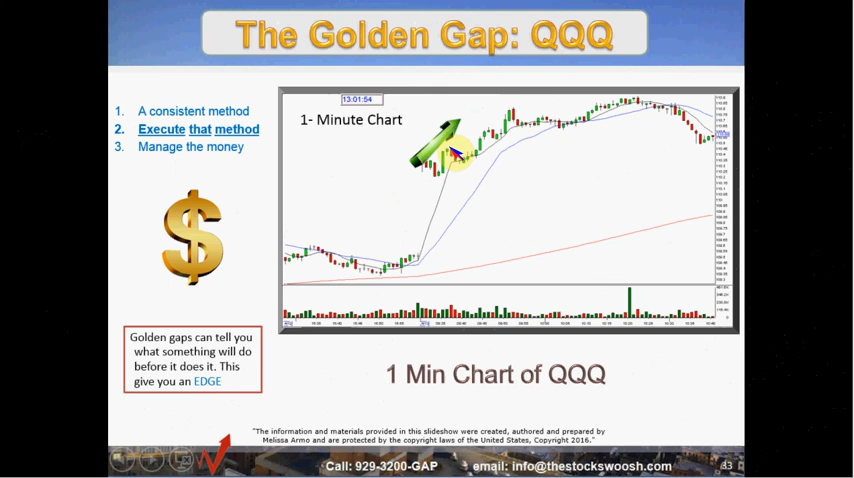 The Golden Gap: QQQ
1. A consistent method
2. Execute that method
3. Manage the money
13:01:54
1- Minute Chart
Golden gaps can tell you
what something will do
before it does it. This
give you an EDGE
1 Min Chart of QQQ
"The information and materials provided in this slideshow were created, authored and prepared by
Melissa Armo and are protected by the copyright laws of the United States, Copyright 2016."
Call: 929-3200-GAP email: info@thestockswoosh.com 33